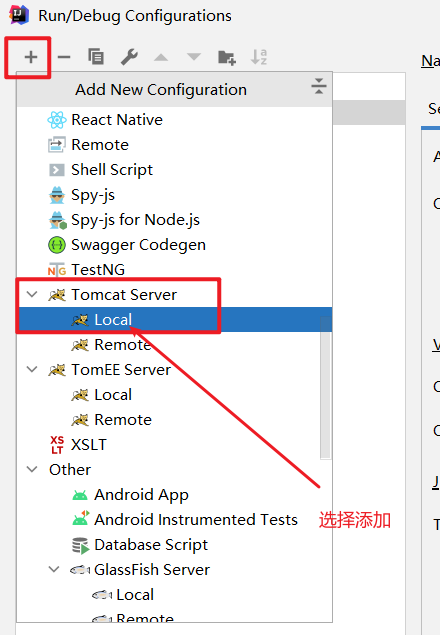 Run/Debug Configurations
Na
Add New Configuration
React Native
Remote
Shell Script
Spy-js
Spy-js for Node.js
Swagger Codegen
TestNG
Tomcat Server
Local
Remote
TomEE Server
Local
Remote
XSLT
Other
Android App
Android Instrumented Tests
选择添加
Database Script
GlassFish Server
Local
Remote